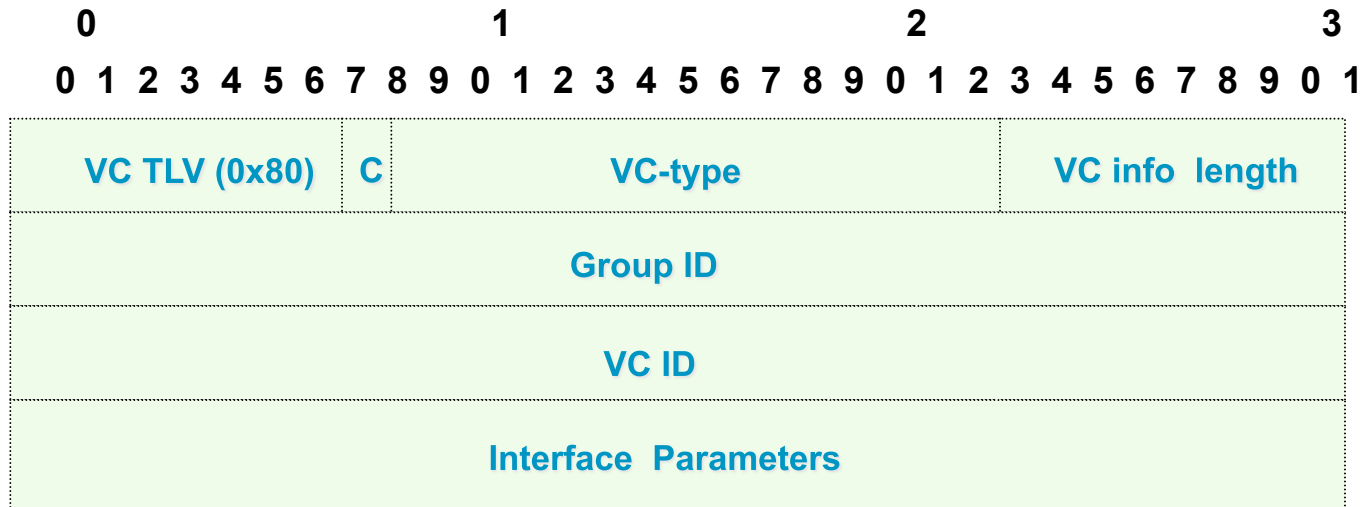 0 1 2 3
0 1 2 3 4 5 6 7 8 9 0 1 2 3 4 5 6 7 8 9 0 1 2 3 4 5 6 7 8 9 0 1
VC TLV (0x80) C VC-type VC info length
Group ID
VC ID
Interface Parameters